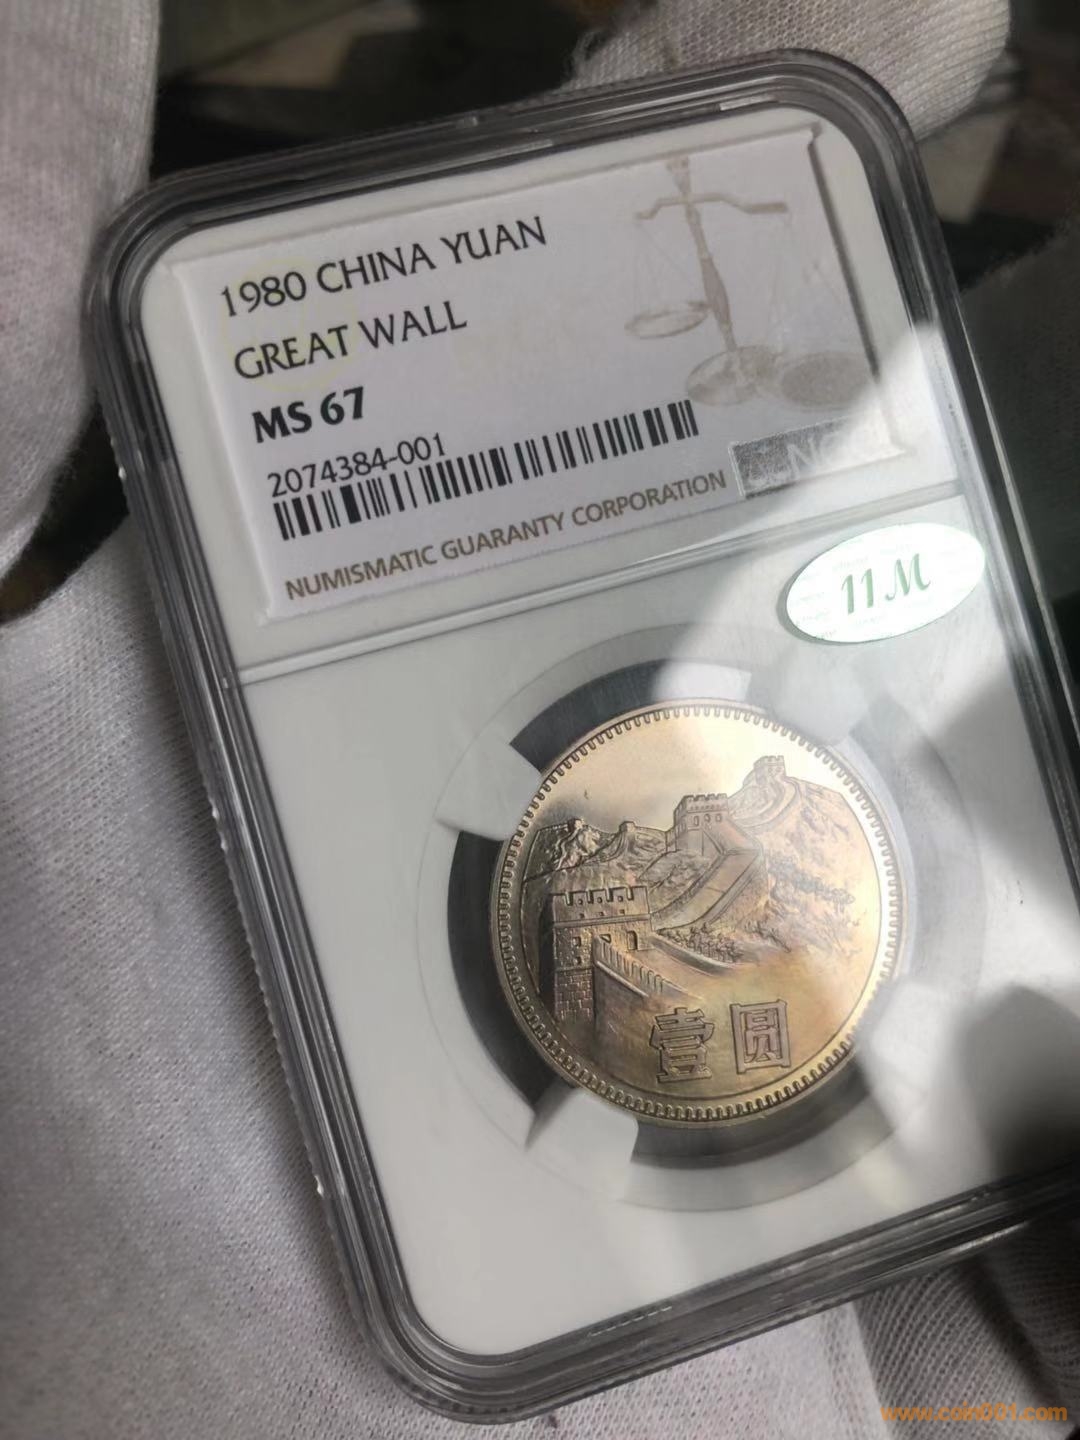 1980 CHINA YUAN
GREAT WALL
MS 67
2074384-001
NUMISMATIC GUARANTY CORPORATION
11M
壹圆
www.coin001.com